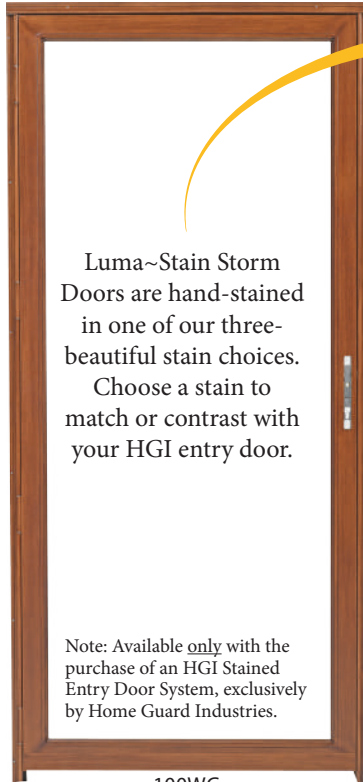 Luma~Stain Storm
Doors are hand-stained
in one of our three-
beautiful stain choices.
Choose a stain to
match or contrast with
your HGI entry door.
Note: Available only with the
purchase of an HGI Stained
Entry Door System, exclusively
by Home Guard Industries.